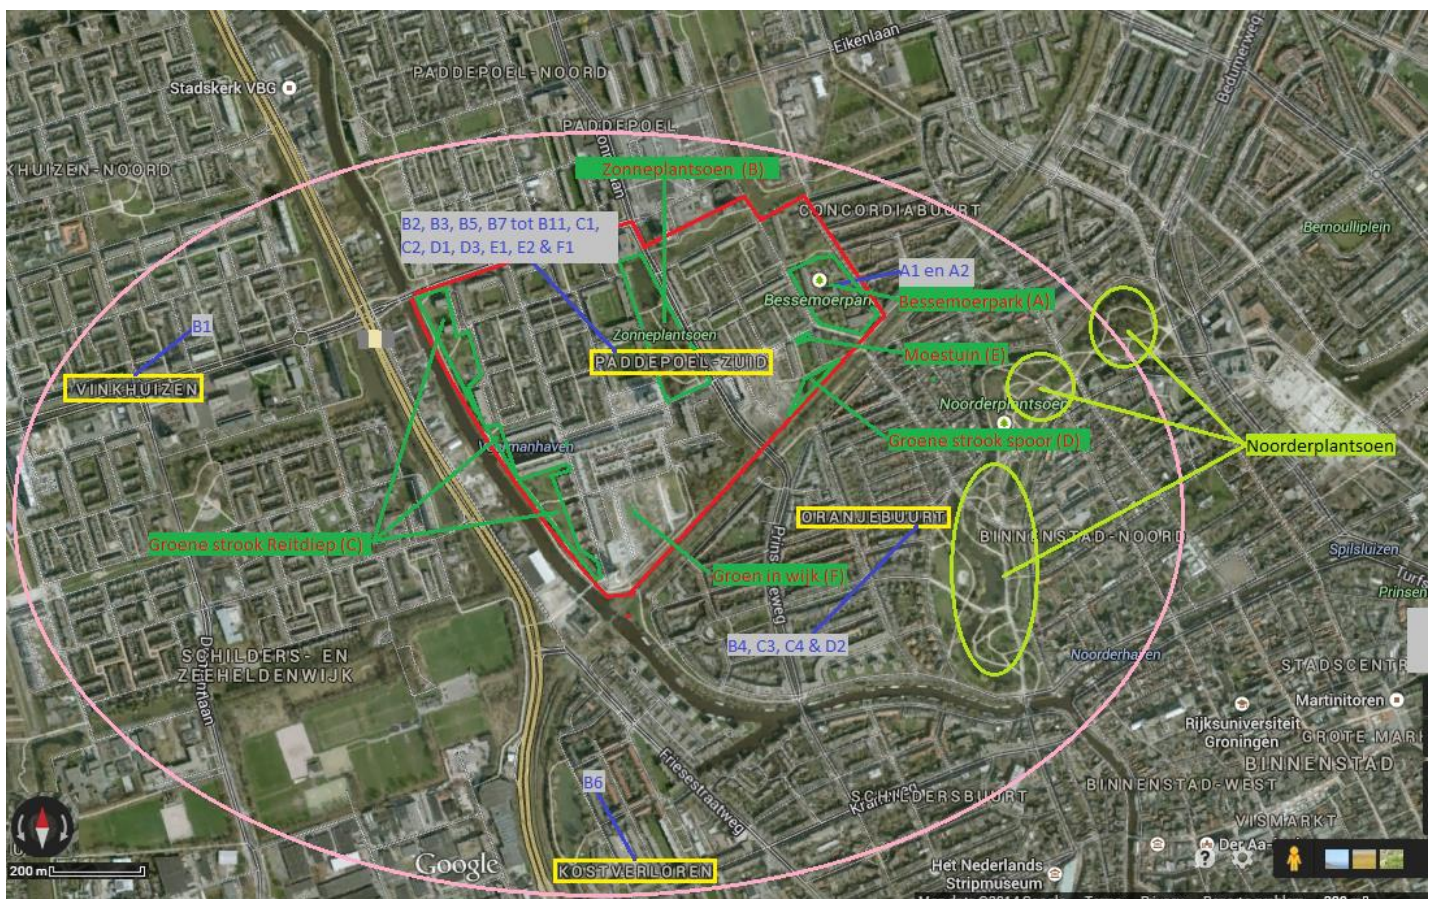 Eikenlaan
Bedumerweg
PADDEPOEL-NOORD
Stadskerk VBG
PADDEPOEL
KHUIZEN-NOORD
Zonneplantsoen (B)
CONCORDIABUURT
B2, B3, B5, B7 tot B11, C1,
C2, D1, D3, E1, E2 & F1
Bernoulliplein
A1 en A2
Bessemoerpark
Bessemoerpark (A)
B1
Zonneplantsoen
PADDEPOEL-ZUID
Moestuin (E)
VINKHUIZEN
Noorderplantsoen
Groene strook spoor (D)
Noorderplantsoen
ORANJEBUURT
BINNENSTAD-NOORD
Groene strook Reitdiep (C)
Spilsluizen
Groen in wijk (F)
Turfs
Prinsen
B4, C3, C4 & D2
Noorderhaven
SCHILDERS- EN
ZEEHELDENWIJK
STADSCENTR
Martinitoren
Rijksuniversiteit
Groningen
GROTE MAR
BINNENSTAD
Friesestraatweg
B6
SCHILDERSBUURT
BINNENSTAD-WEST
VISMARKT
Der Aa-
200 m
Google
KOSTVERLOREN
Het Nederlands
Stripmuseum